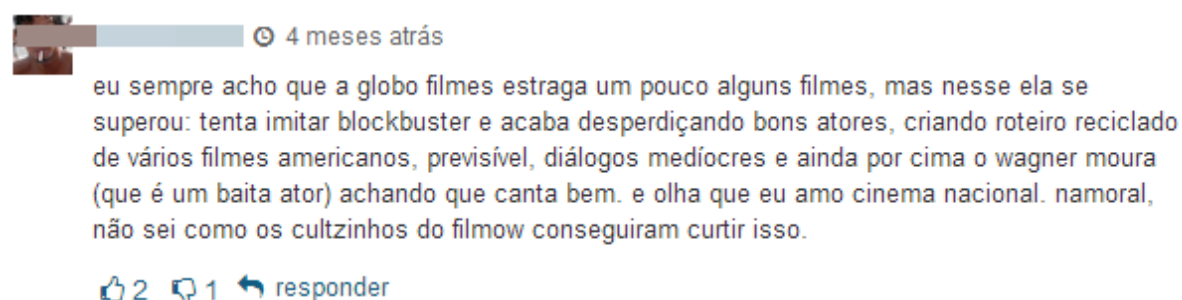 4 meses atrás
eu sempre acho que a globo filmes estraga um pouco alguns filmes, mas nesse ela se
superou: tenta imitar blockbuster e acaba desperdiçando bons atores, criando roteiro reciclado
de vários filmes americanos, previsível, diálogos medíocres e ainda por cima o wagner moura
(que é um baita ator) achando que canta bem. e olha que eu amo cinema nacional. namoral,
não sei como os cultzinhos do filmow conseguiram curtir isso.
2 1 responder